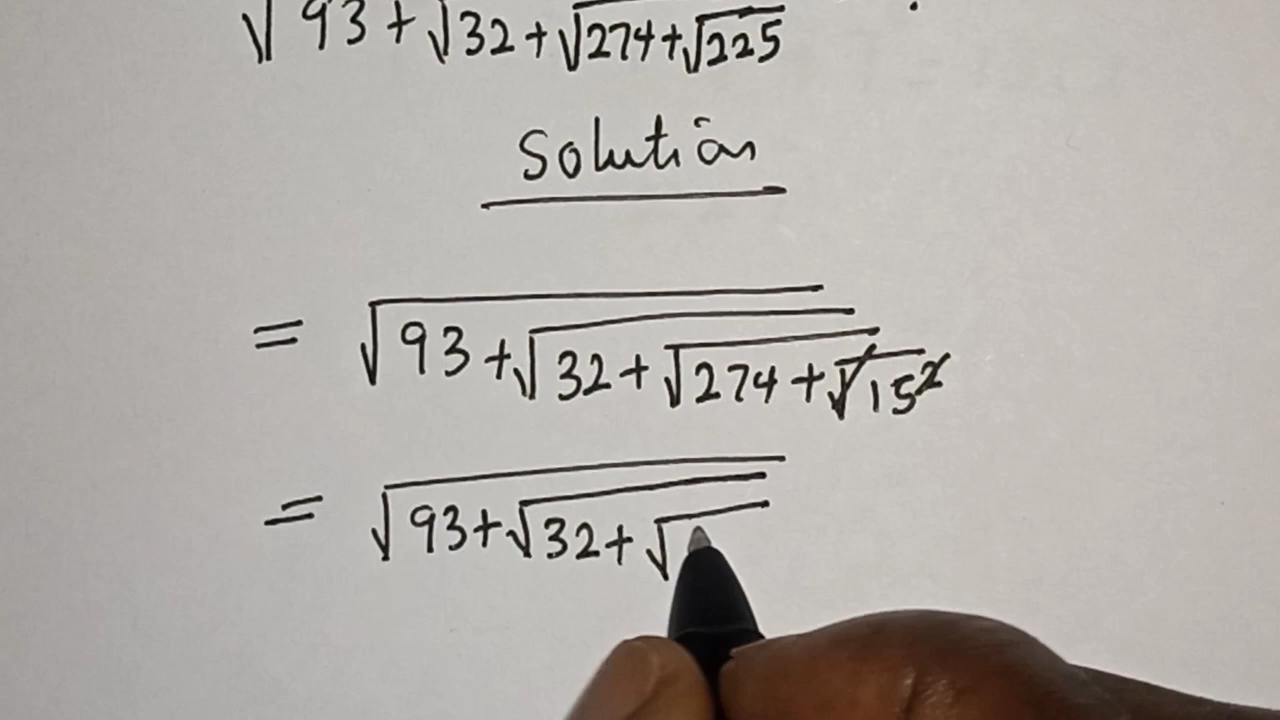 √93+√32+√274+√225
Solution
= √93+√32+√274+√15²
= √93+√32+√